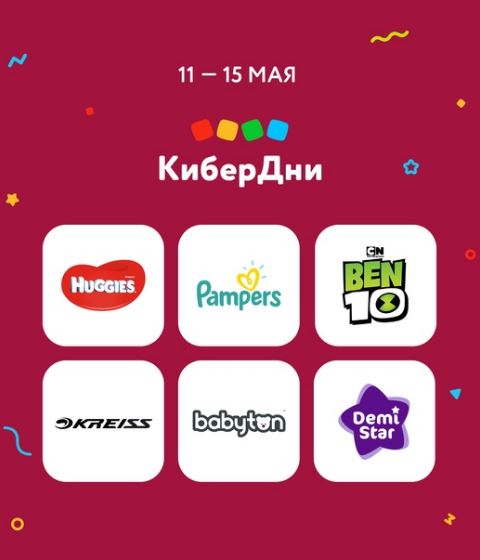 11 — 15 МАЯ
КиберДни
HUGGIES
Pampers
CN
BEN
10
KREISS
babyton
Demi
Star